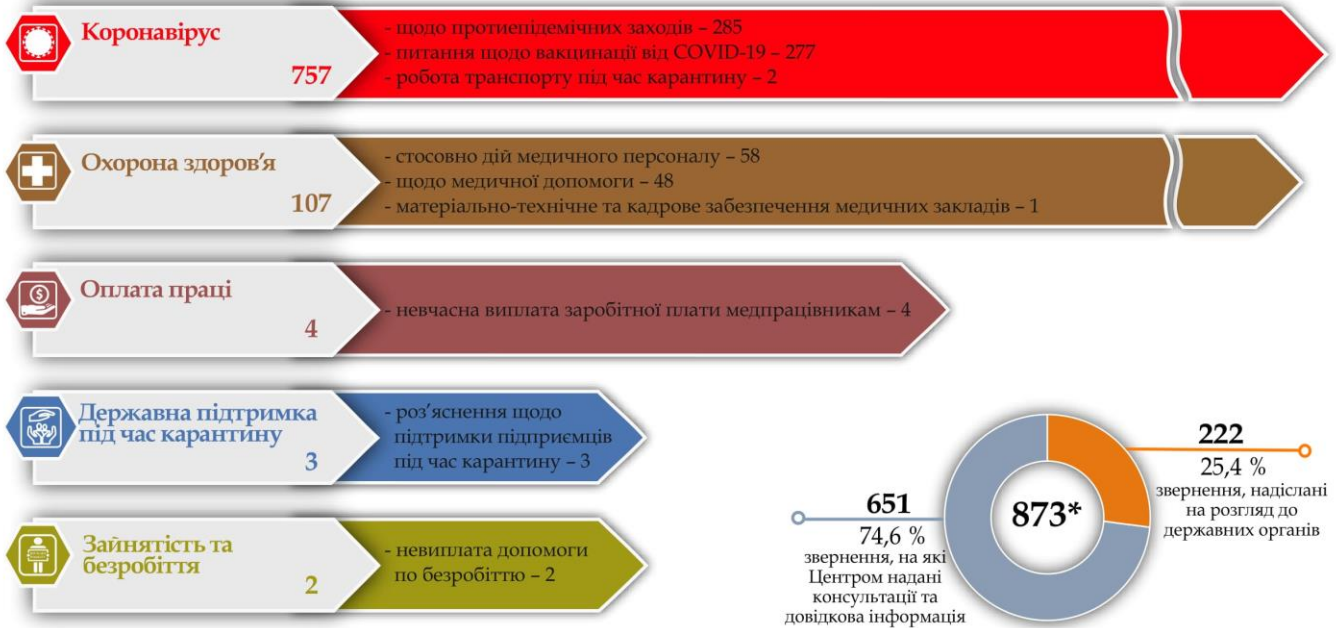 Коронавірус
757
- щодо протиепідемічних заходів – 285
- питання щодо вакцинації від COVID-19 – 277
- робота транспорту під час карантину – 2
Охорона здоров'я
107
- стосовно дій медичного персоналу – 58
- щодо медичної допомоги – 48
- матеріально-технічне та кадрове забезпечення медичних закладів – 1
Оплата праці
4
- невчасна виплата заробітної плати медпрацівникам – 4
Державна підтримка
під час карантину
3
- роз'яснення щодо
підтримки підприємців
під час карантину – 3
Зайнятість та
безробіття
2
- невиплата допомоги
по безробіттю – 2
873*
222
25,4 %
звернення, надіслані
на розгляд до
державних органів
651
74,6 %
звернення, на які
Центром надані
консультації та
довідкова інформація